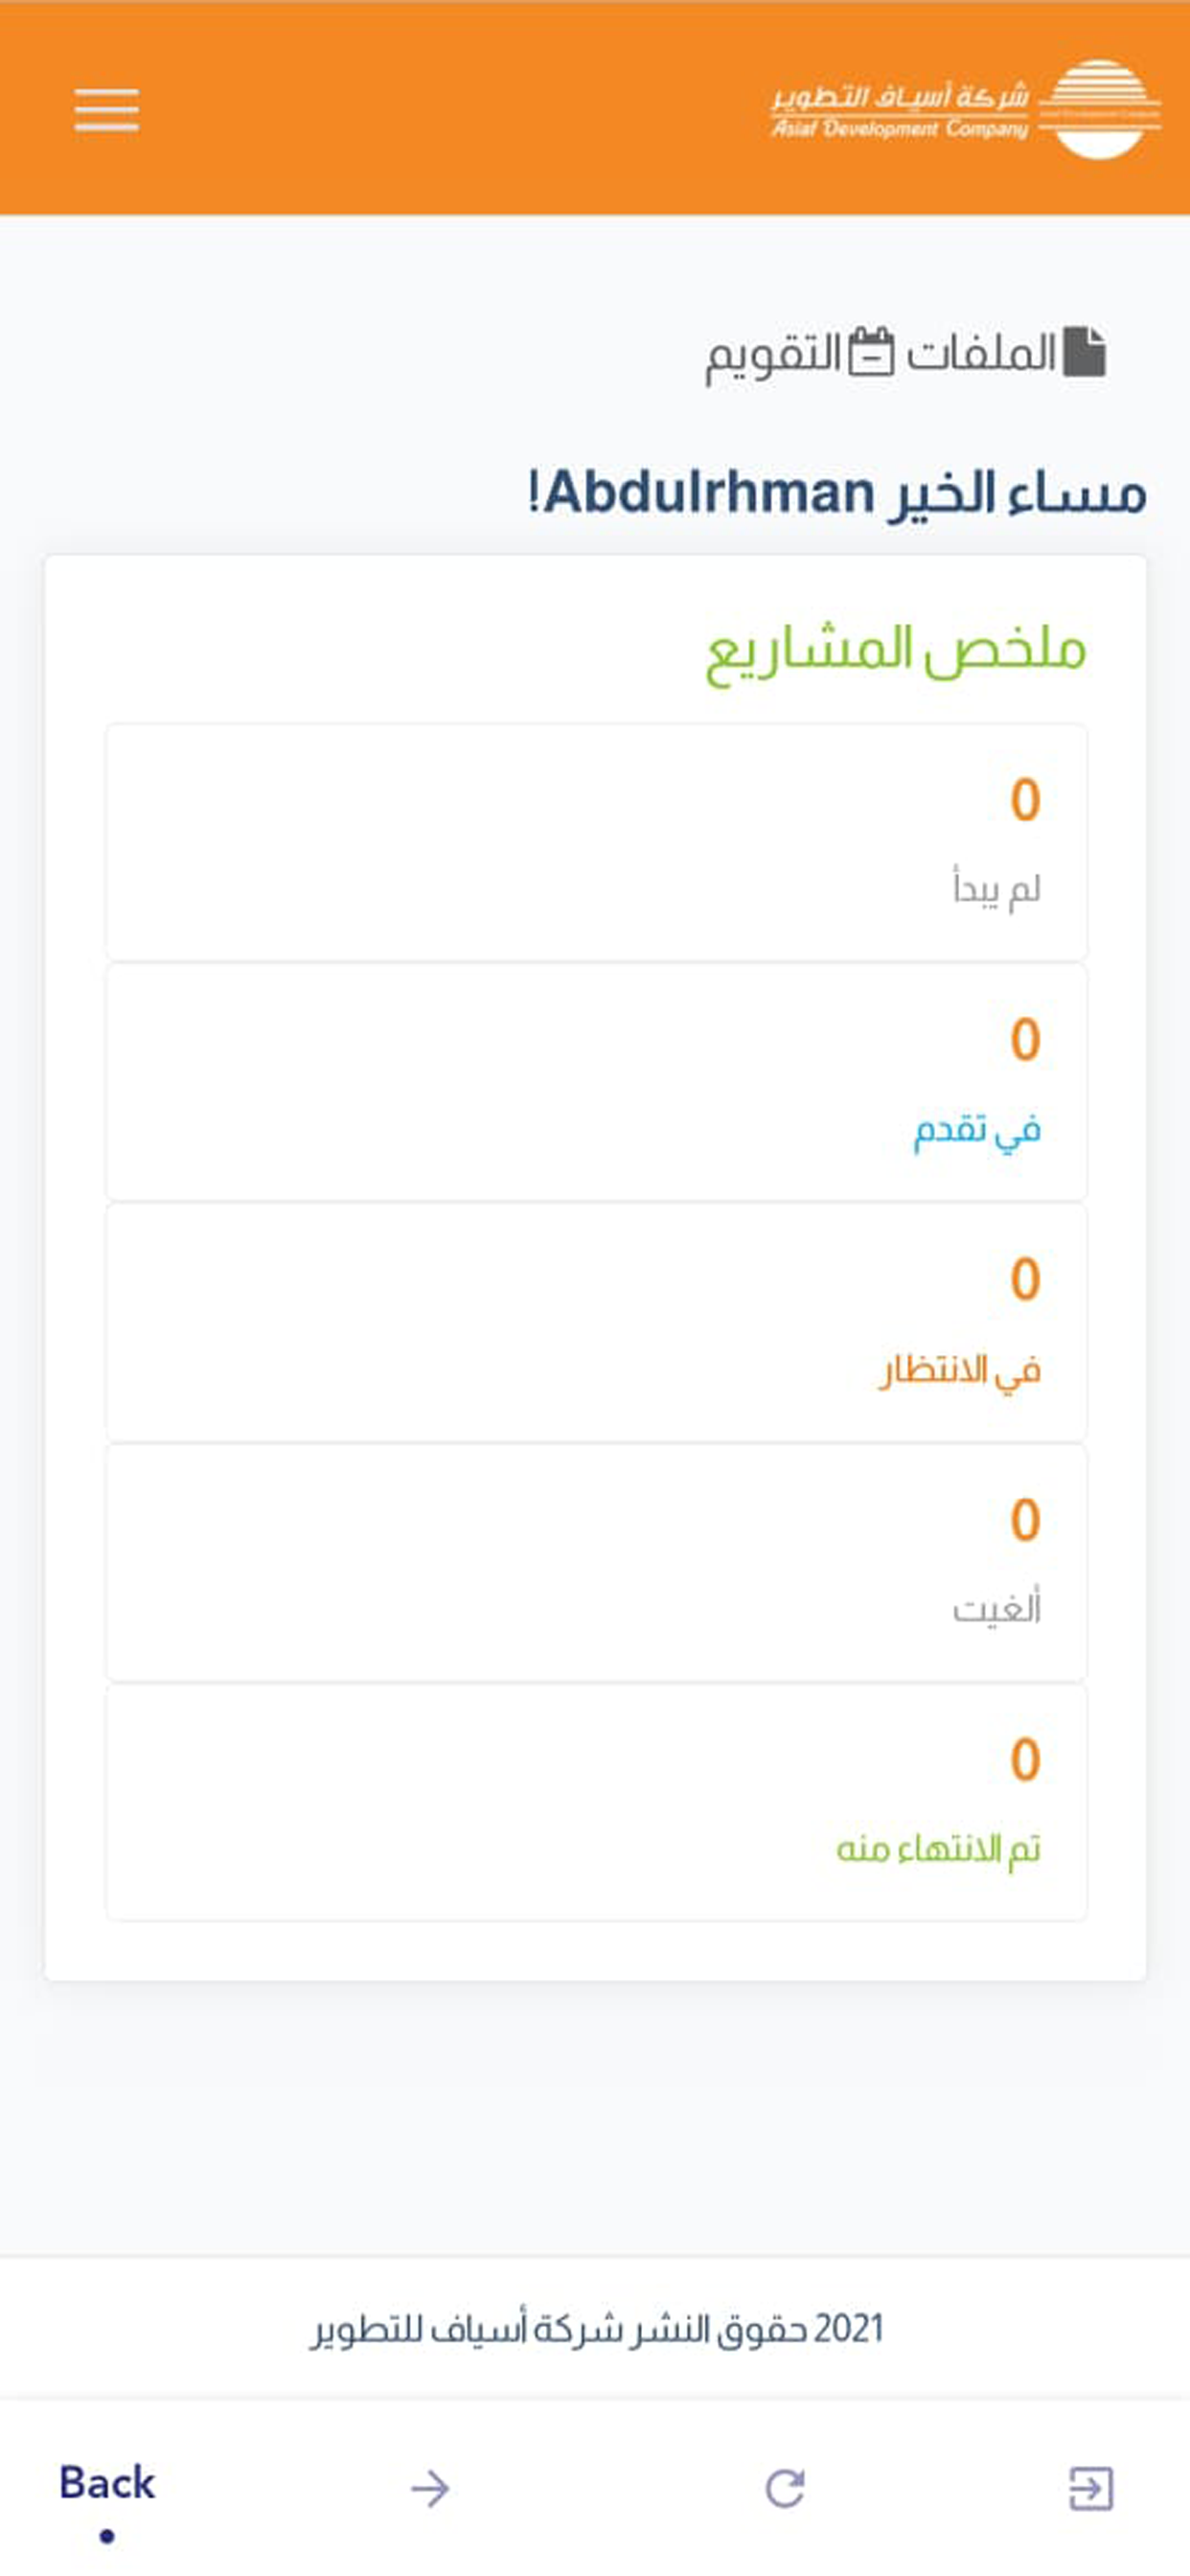 شركة أسياف التطوير
Asiaf Development Company
الملفات التقويم
مساء الخير Abdulrhman!
ملخص المشاريع
0
لم يبدأ
0
في تقدم
0
في الانتظار
0
ألغيت
0
تم الانتهاء منه
2021 حقوق النشر شركة أسياف للتطوير
Back